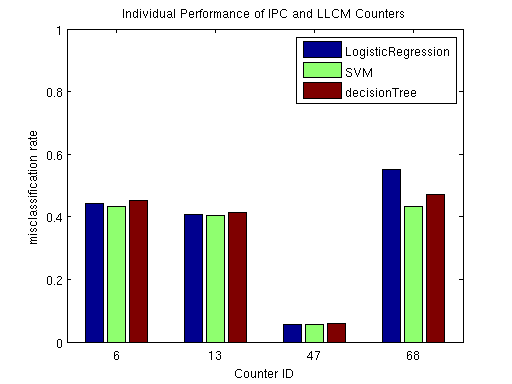 Individual Performance of IPC and LLCM Counters
1
LogisticRegression
SVM
decisionTree
0.8
0.6
0.4
0.2
0
misclassification rate
6 13 47 68
Counter ID